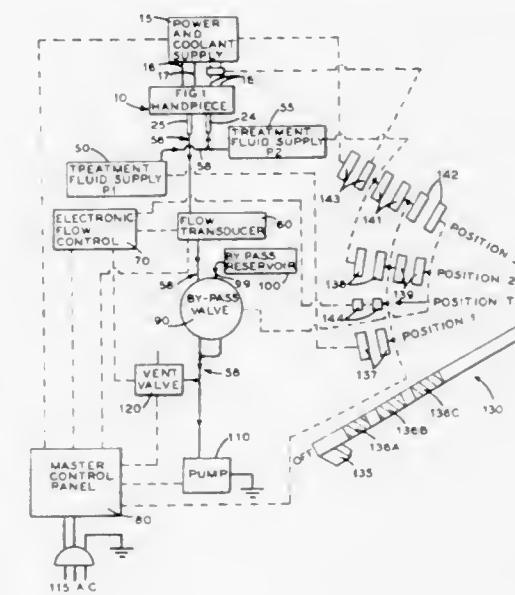 15
POWER
AND
COOLANT
SUPPLY
16
17
18
FIG 1
HANDPIECE
10
25
24
55
58
50
58
TREATMENT
FLUID SUPPLY
P2
TREATMENT
FLUID SUPPLY
P1
143
141
142
ELECTRONIC
FLOW
CONTROL
70
FLOW
TRANSDUCER
60
POSITION
BY PASS
RESERVOIR
100
99
58
BY-PASS
VALVE
90
138
139
POSITION 2
144
POSITION T
POSITION 1
137
VENT
VALVE
120
58
130
136C
136B
136A
OFF
135
110
PUMP
MASTER
CONTROL
PANEL
80
115 A C